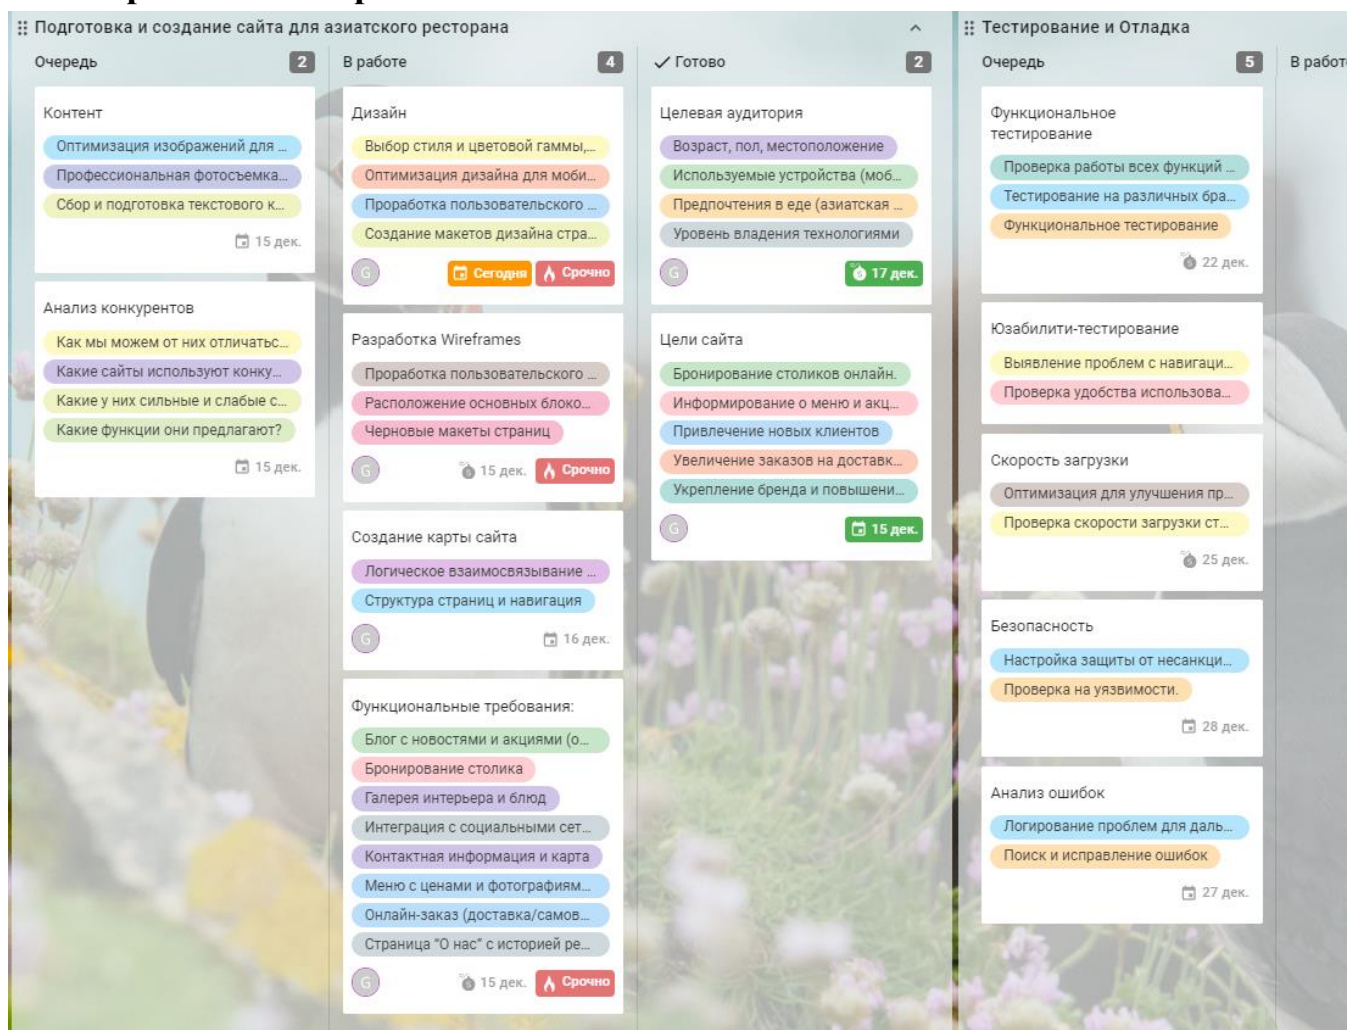 Подготовка и создание сайта для азиатского ресторана
Очередь 2
Контент
Оптимизация изображений для ...
Профессиональная фотосъемка...
Сбор и подготовка текстового к...
15 дек.
Анализ конкурентов
Как мы можем от них отличатьс...
Какие сайты используют конку...
Какие у них сильные и слабые с...
Какие функции они предлагают?
15 дек.
В работе 4
Дизайн
Выбор стиля и цветовой гаммы,...
Оптимизация дизайна для моби...
Проработка пользовательского ...
Создание макетов дизайна стра...
G Сегодня Срочно
Разработка Wireframes
Проработка пользовательского ...
Расположение основных блоко...
Черновые макеты страниц
G 15 дек. Срочно
Создание карты сайта
Логическое взаимосвязывание ...
Структура страниц и навигация
G 16 дек.
Функциональные требования:
Блог с новостями и акциями (о...
Бронирование столика
Галерея интерьера и блюд
Интеграция с социальными сет...
Контактная информация и карта
Меню с ценами и фотографиям...
Онлайн-заказ (доставка/самов...
Страница "О нас" с историей ре...
G 15 дек. Срочно
Готово 2
Целевая аудитория
Возраст, пол, местоположение
Используемые устройства (моб...
Предпочтения в еде (азиатская ...
Уровень владения технологиями
G 17 дек.
Цели сайта
Бронирование столиков онлайн.
Информирование о меню и акц...
Привлечение новых клиентов
Увеличение заказов на доставк...
Укрепление бренда и повышени...
G 15 дек.
Тестирование и Отладка
Очередь 5
Функциональное
тестирование
Проверка работы всех функций ...
Тестирование на различных бра...
Функциональное тестирование
22 дек.
Юзабилити-тестирование
Выявление проблем с навигаци...
Проверка удобства использова...
Скорость загрузки
Оптимизация для улучшения пр...
Проверка скорости загрузки ст...
25 дек.
Безопасность
Настройка защиты от несанкци...
Проверка на уязвимости.
28 дек.
Анализ ошибок
Логирование проблем для даль...
Поиск и исправление ошибок
27 дек.
В работ